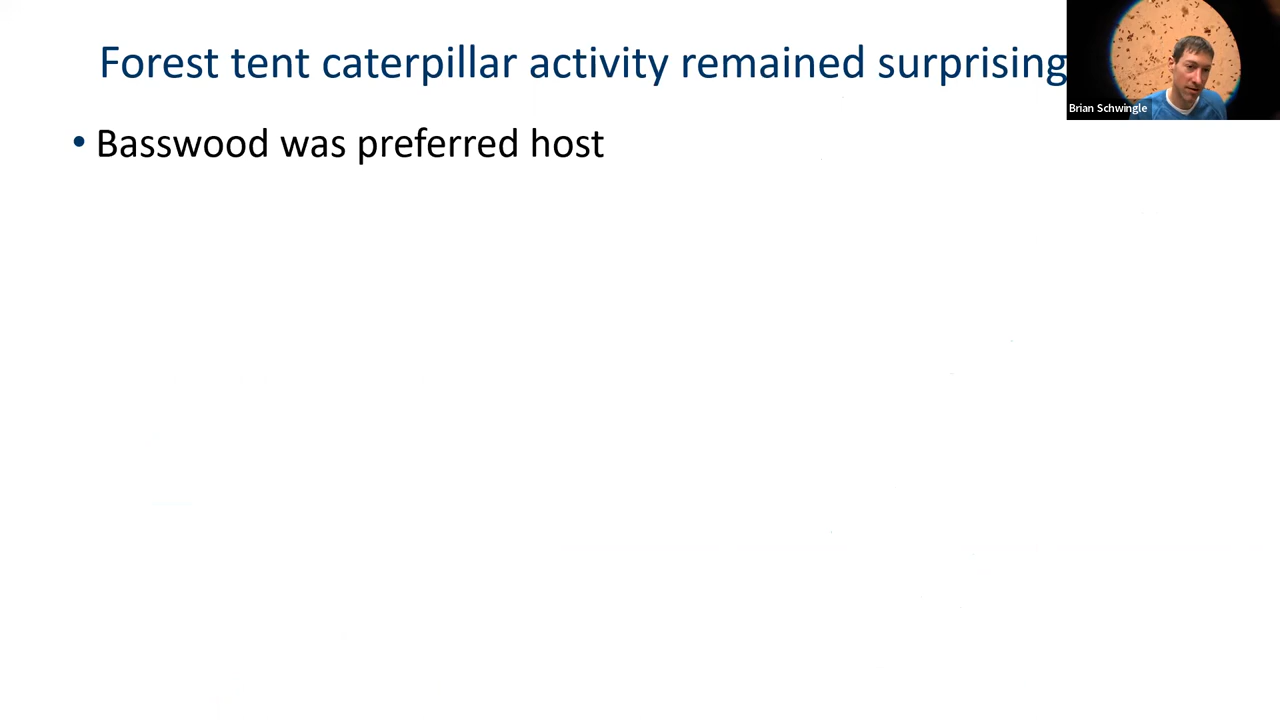 Forest tent caterpillar activity remained surprising
• Basswood was preferred host
Brian Schwingle